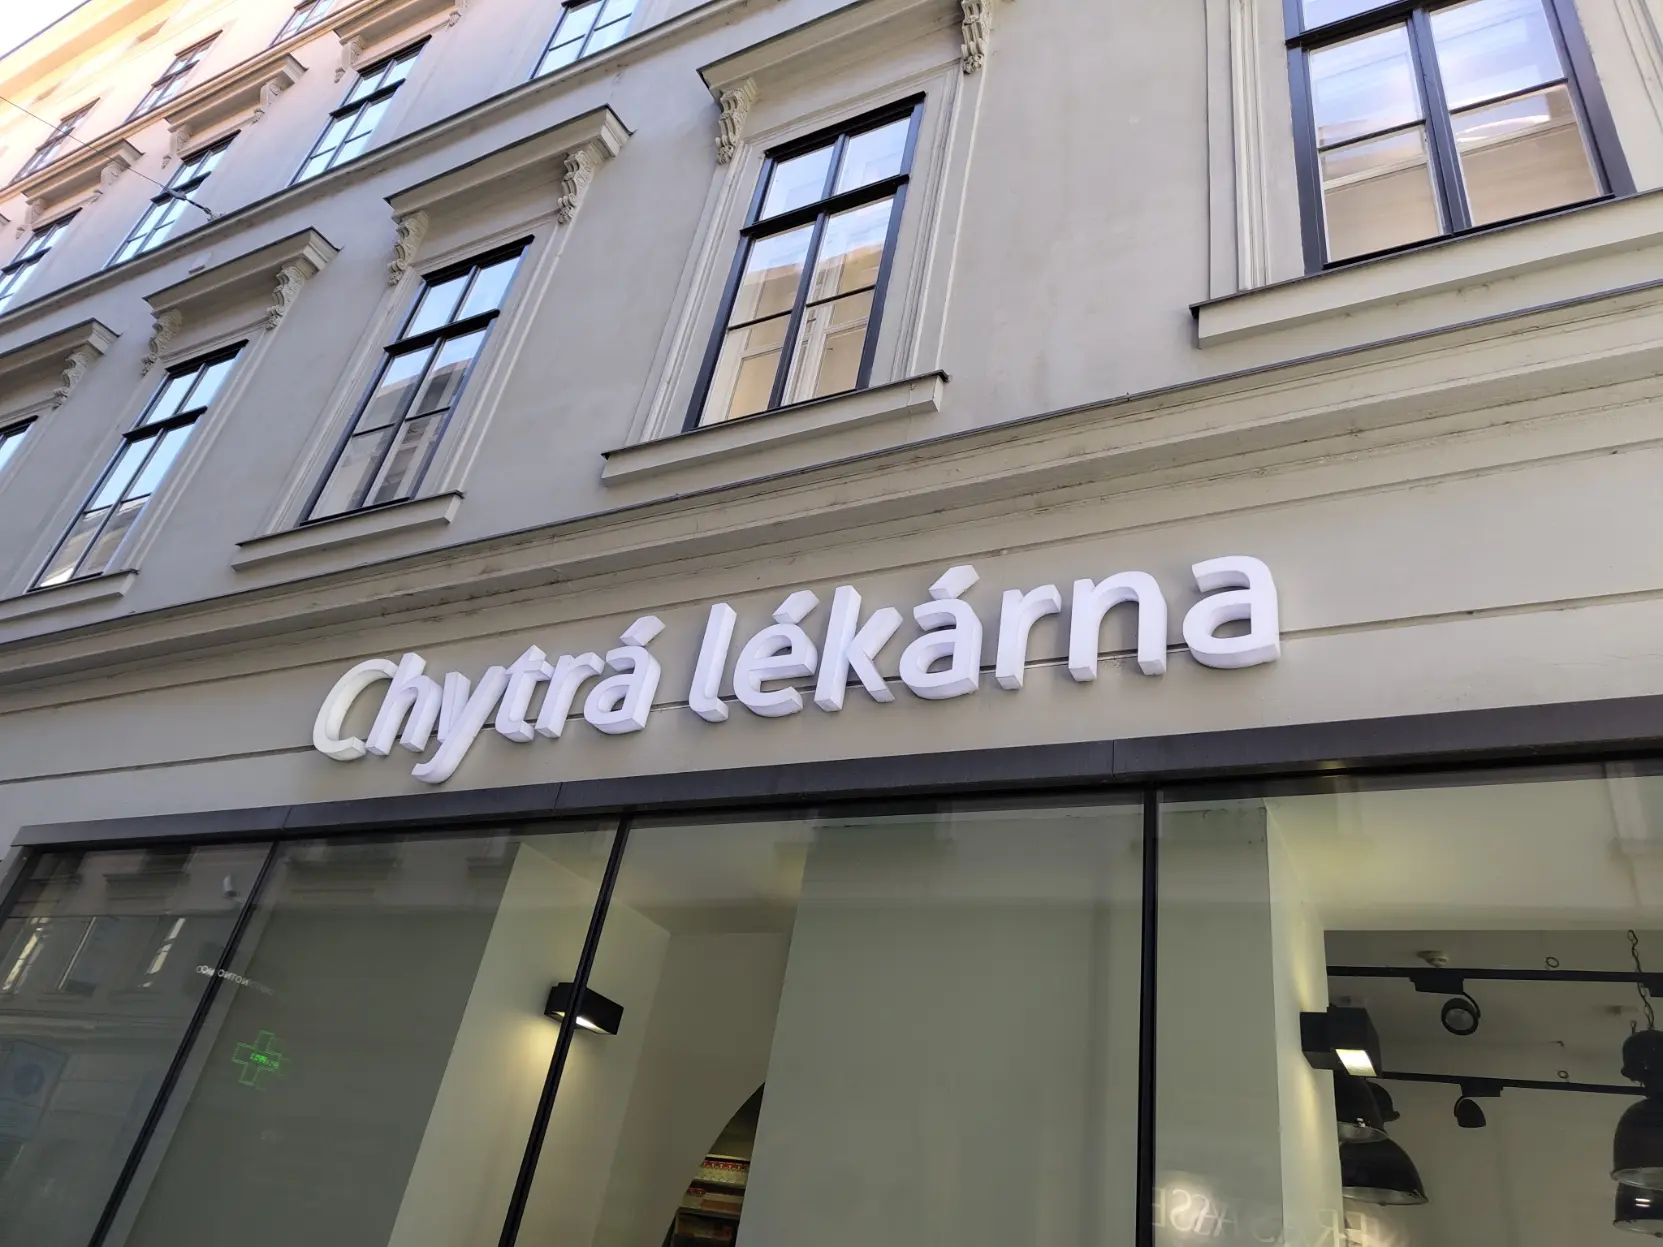 Chytrá lékárna